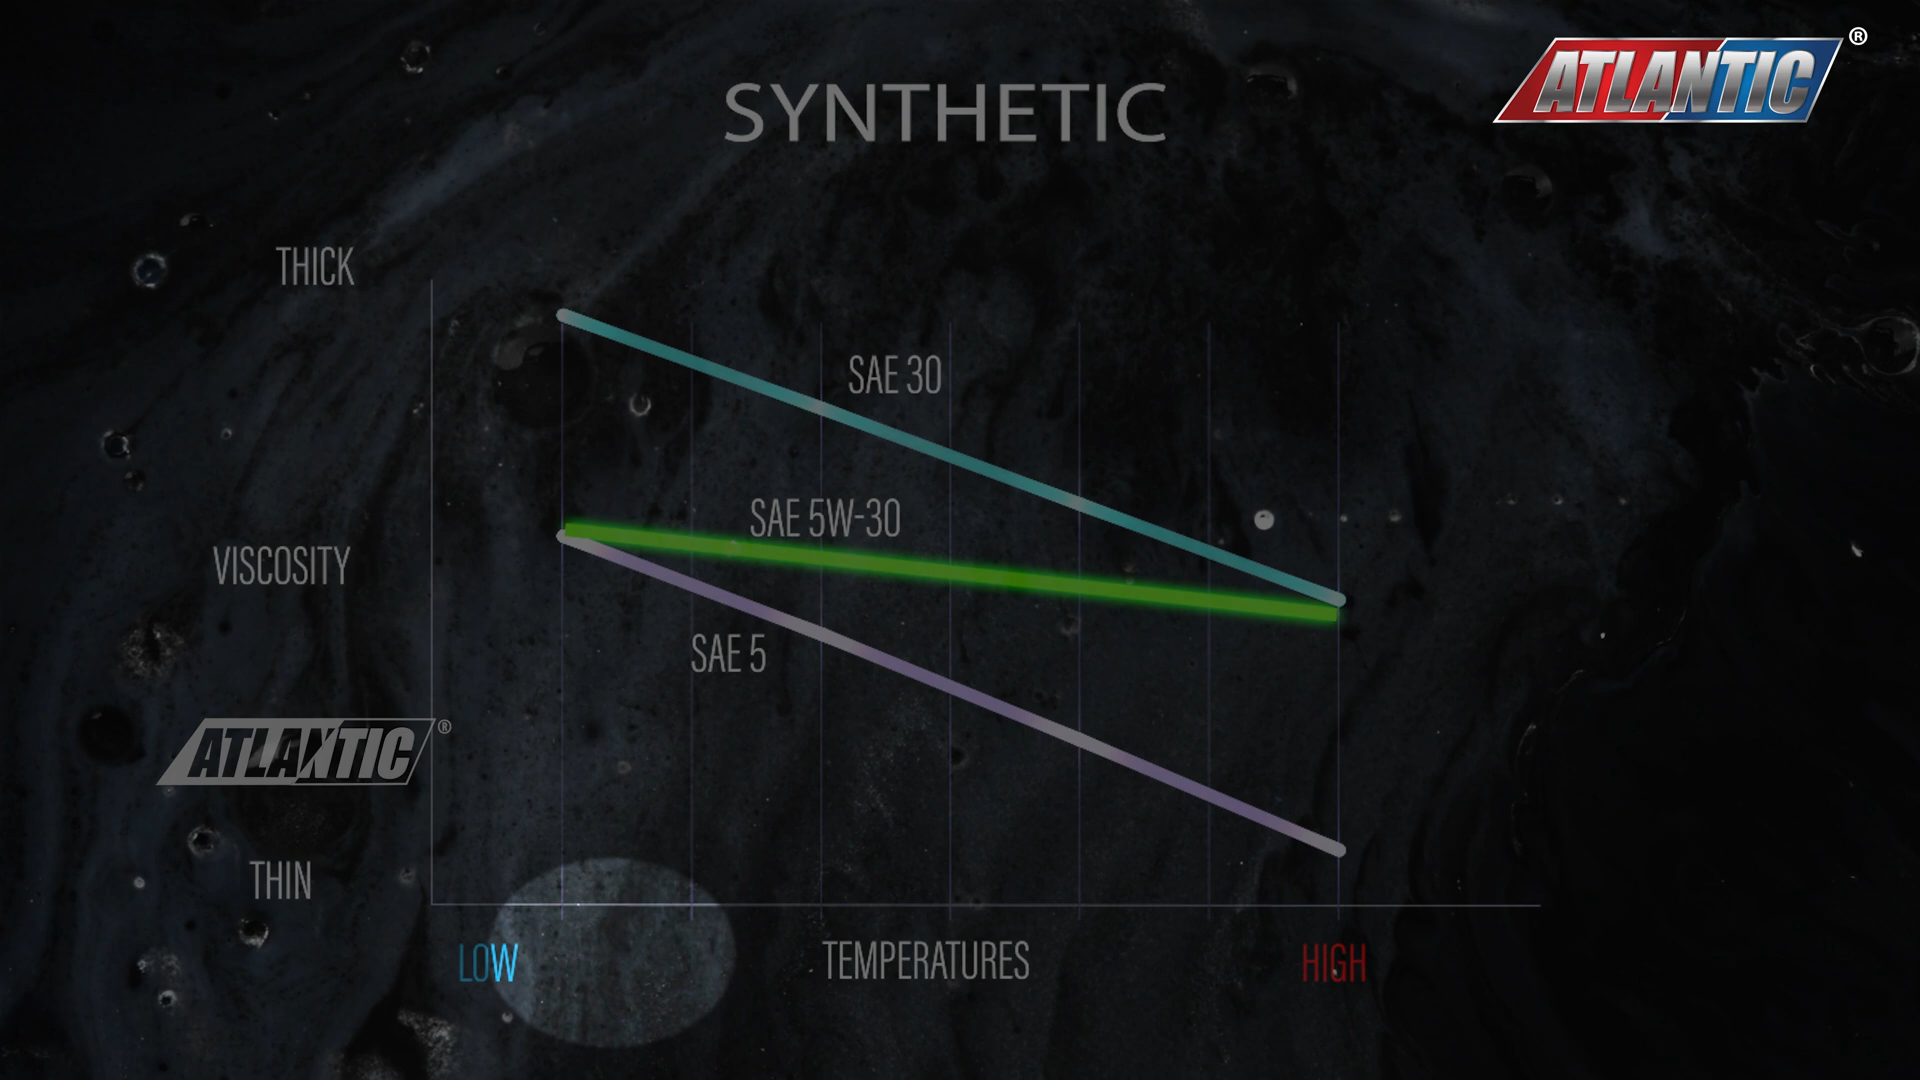 ATLANTIC®
SYNTHETIC
THICK
SAE 30
SAE 5W-30
VISCOSITY
SAE 5
ATLANTIC®
THIN
LOW
TEMPERATURES
HIGH